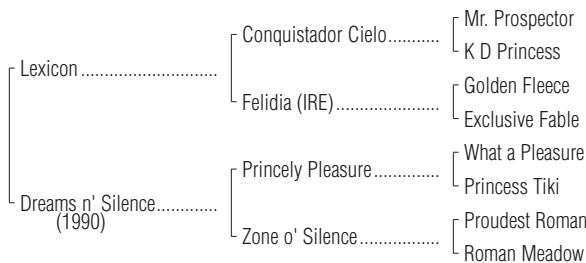 Mr. Prospector
Conquistador Cielo...........
K D Princess
Lexicon .............................
Golden Fleece
Felidia (IRE)......................
Exclusive Fable
What a Pleasure
Princely Pleasure..............
Princess Tiki
Dreams n' Silence.............
(1990)
Proudest Roman
Zone o' Silence.................
Roman Meadow